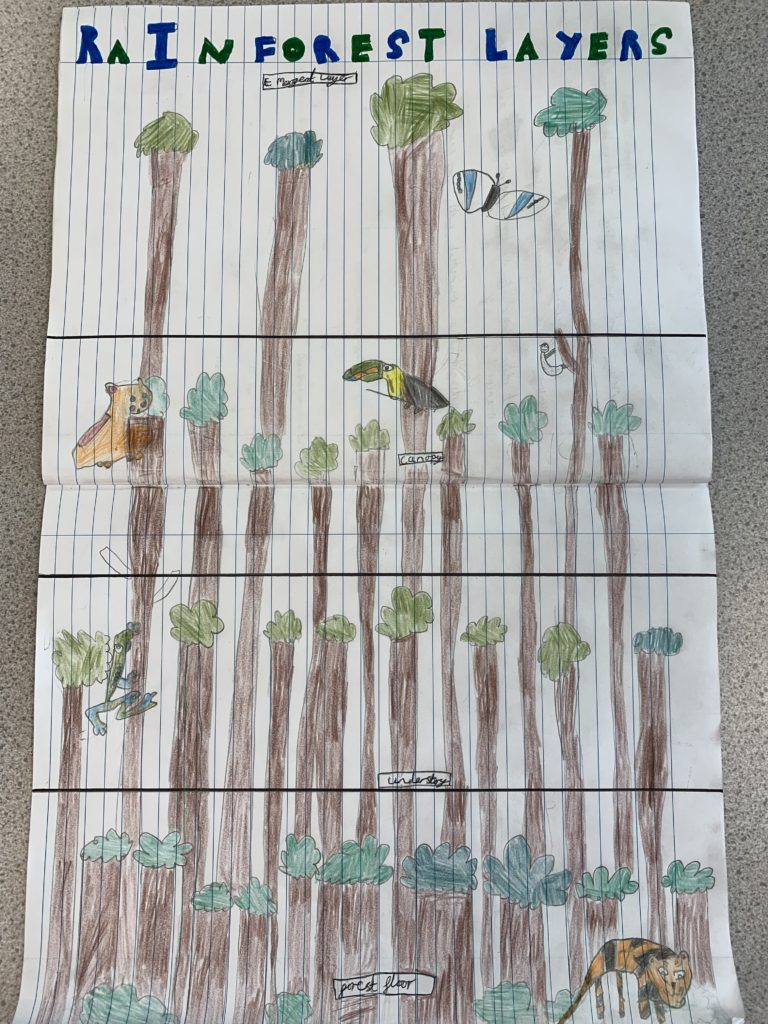 RAINFOREST LAYERS
E Mergent Layer
canopy
understory
forest floor